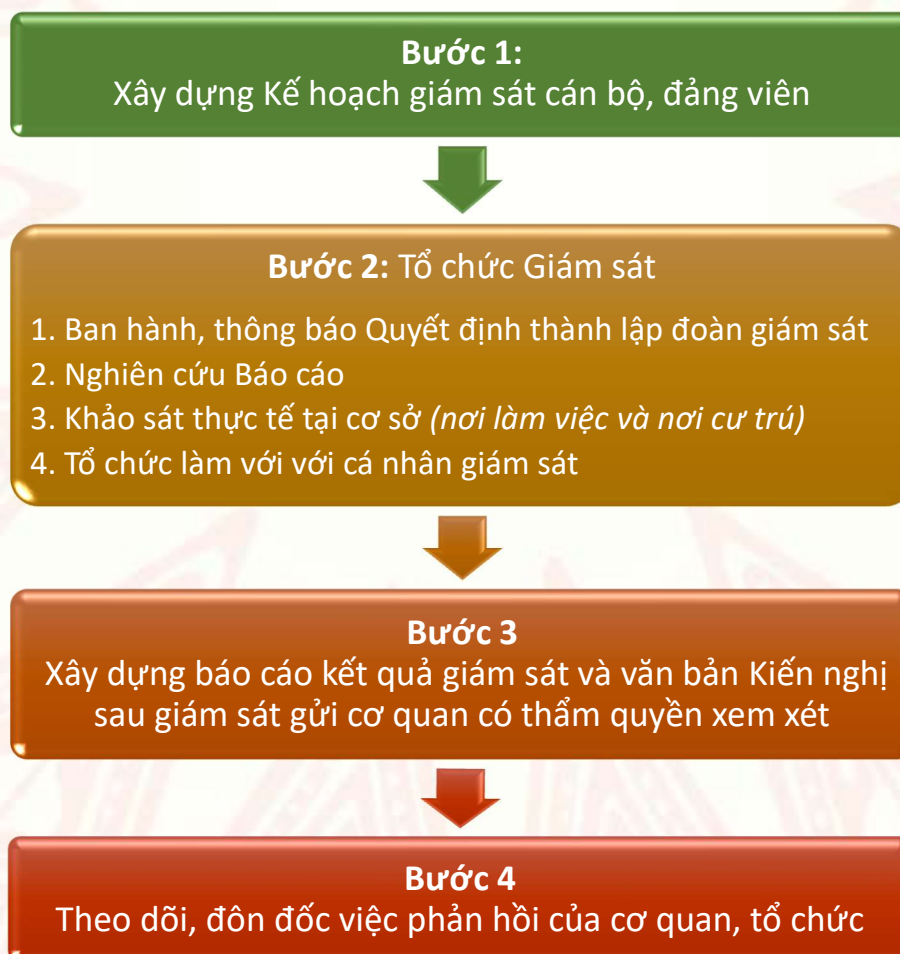 Bước 1:
Xây dựng Kế hoạch giám sát cán bộ, đảng viên
Bước 2: Tổ chức Giám sát
1. Ban hành, thông báo Quyết định thành lập đoàn giám sát
2. Nghiên cứu Báo cáo
3. Khảo sát thực tế tại cơ sở (nơi làm việc và nơi cư trú)
4. Tổ chức làm với với cá nhân giám sát
Bước 3
Xây dựng báo cáo kết quả giám sát và văn bản Kiến nghị
sau giám sát gửi cơ quan có thẩm quyền xem xét
Bước 4
Theo dõi, đôn đốc việc phản hồi của cơ quan, tổ chức